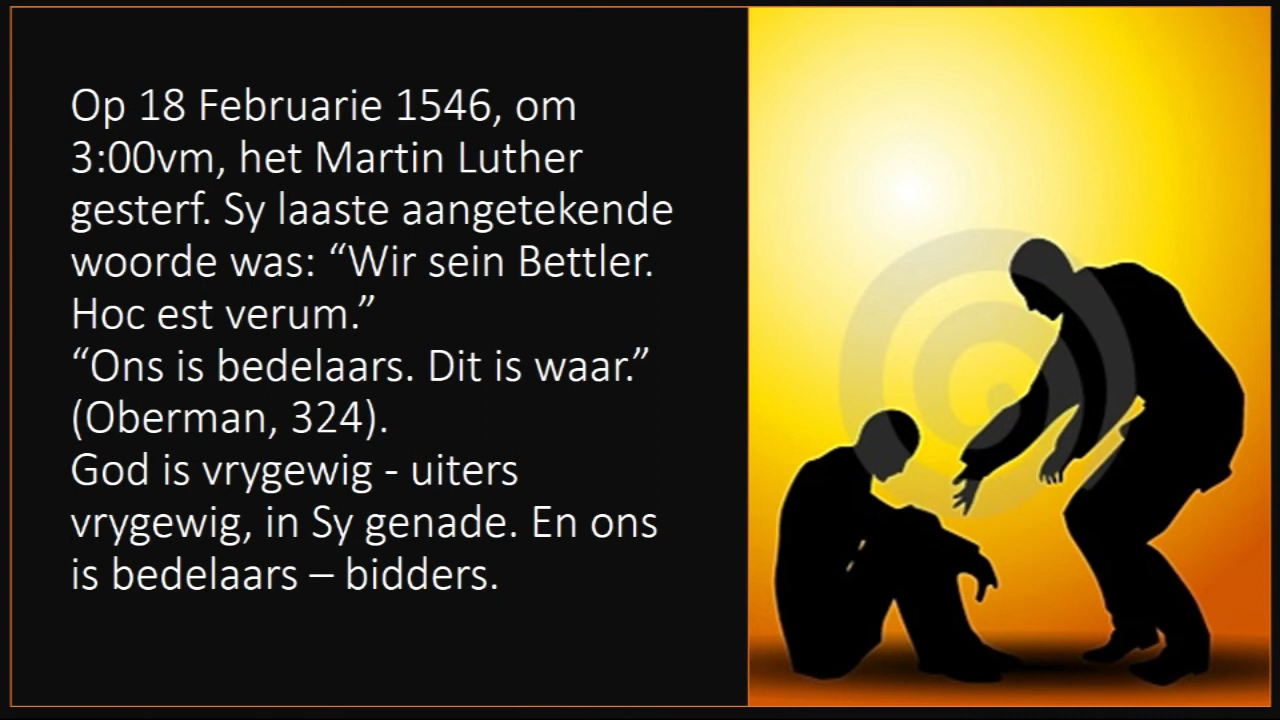 Op 18 Februarie 1546, om
3:00vm, het Martin Luther
gesterf. Sy laaste aangetekende
woorde was: “Wir sein Bettler.
Hoc est verum.”
“Ons is bedelaars. Dit is waar.”
(Oberman, 324).
God is vrygewig - uiters
vrygewig, in Sy genade. En ons
is bedelaars – bidders.